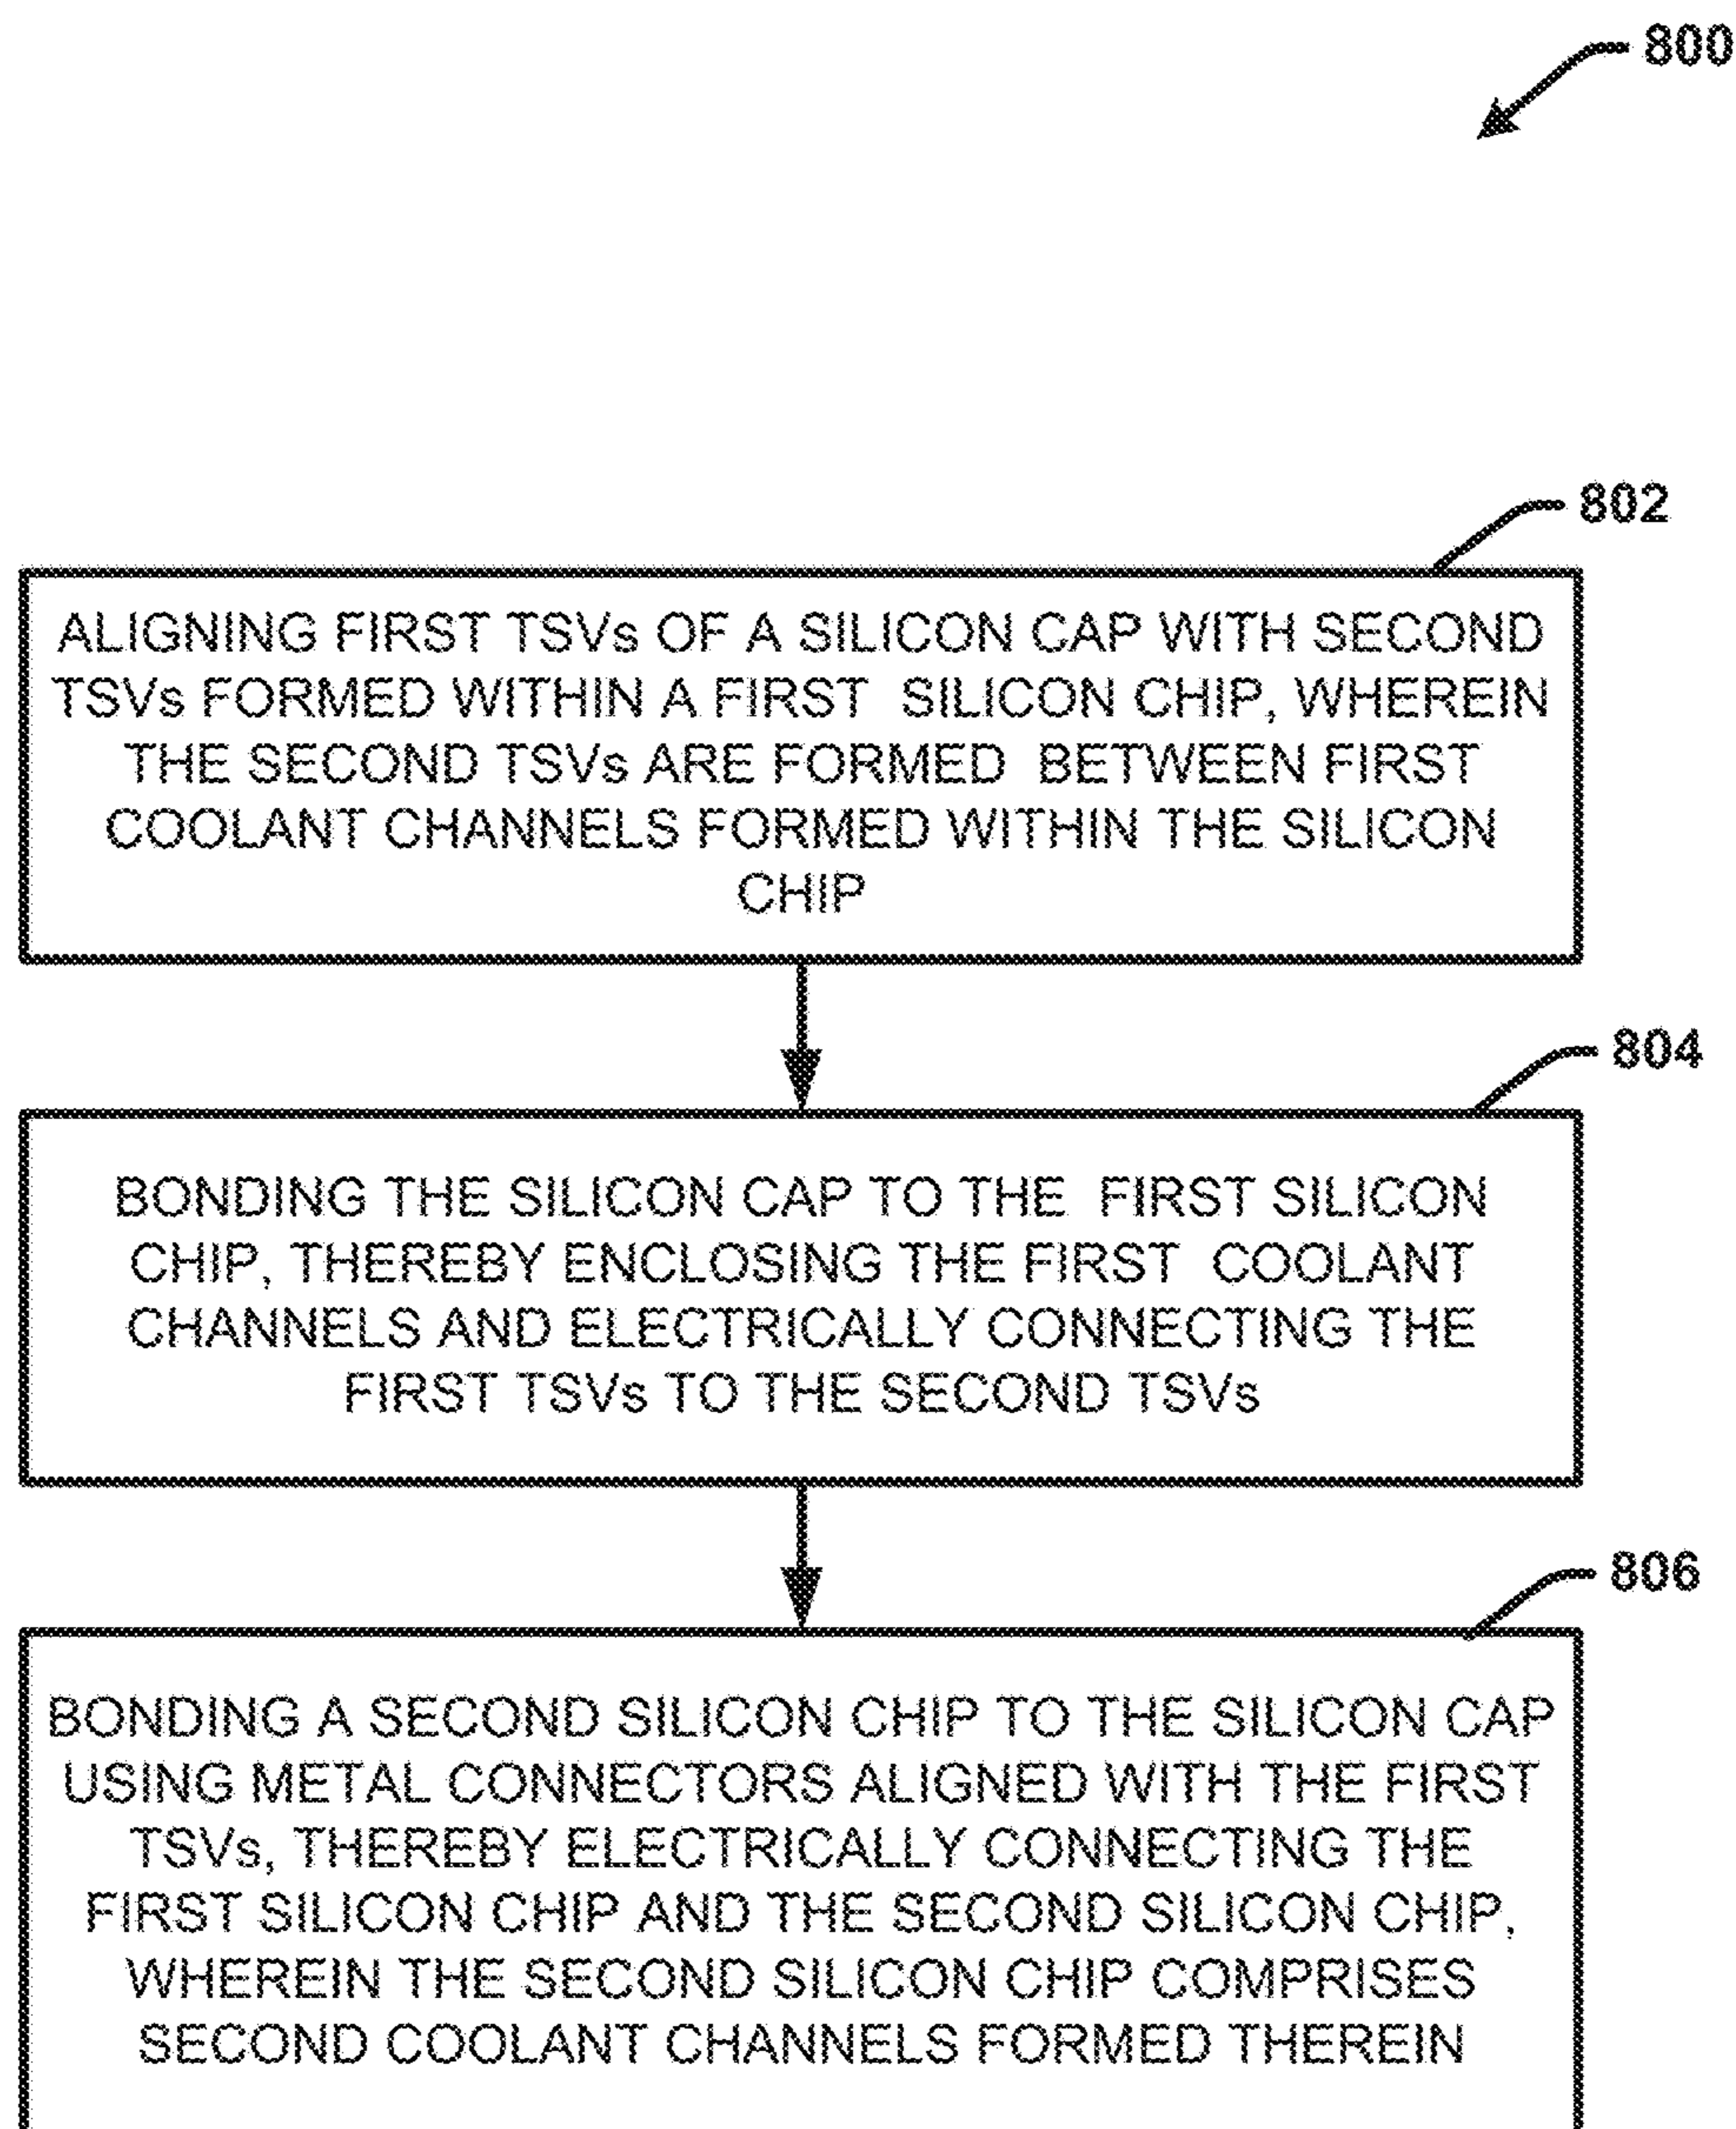 800
802
ALIGNING FIRST TSVs OF A SILICON CAP WITH SECOND
TSVs FORMED WITHIN A FIRST SILICON CHIP, WHEREIN
THE SECOND TSVs ARE FORMED BETWEEN FIRST
COOLANT CHANNELS FORMED WITHIN THE SILICON
CHIP
804
BONDING THE SILICON CAP TO THE FIRST SILICON
CHIP, THEREBY ENCLOSING THE FIRST COOLANT
CHANNELS AND ELECTRICALLY CONNECTING THE
FIRST TSVs TO THE SECOND TSVs
806
BONDING A SECOND SILICON CHIP TO THE SILICON CAP
USING METAL CONNECTORS ALIGNED WITH THE FIRST
TSVs, THEREBY ELECTRICALLY CONNECTING THE
FIRST SILICON CHIP AND THE SECOND SILICON CHIP,
WHEREIN THE SECOND SILICON CHIP COMPRISES
SECOND COOLANT CHANNELS FORMED THEREIN